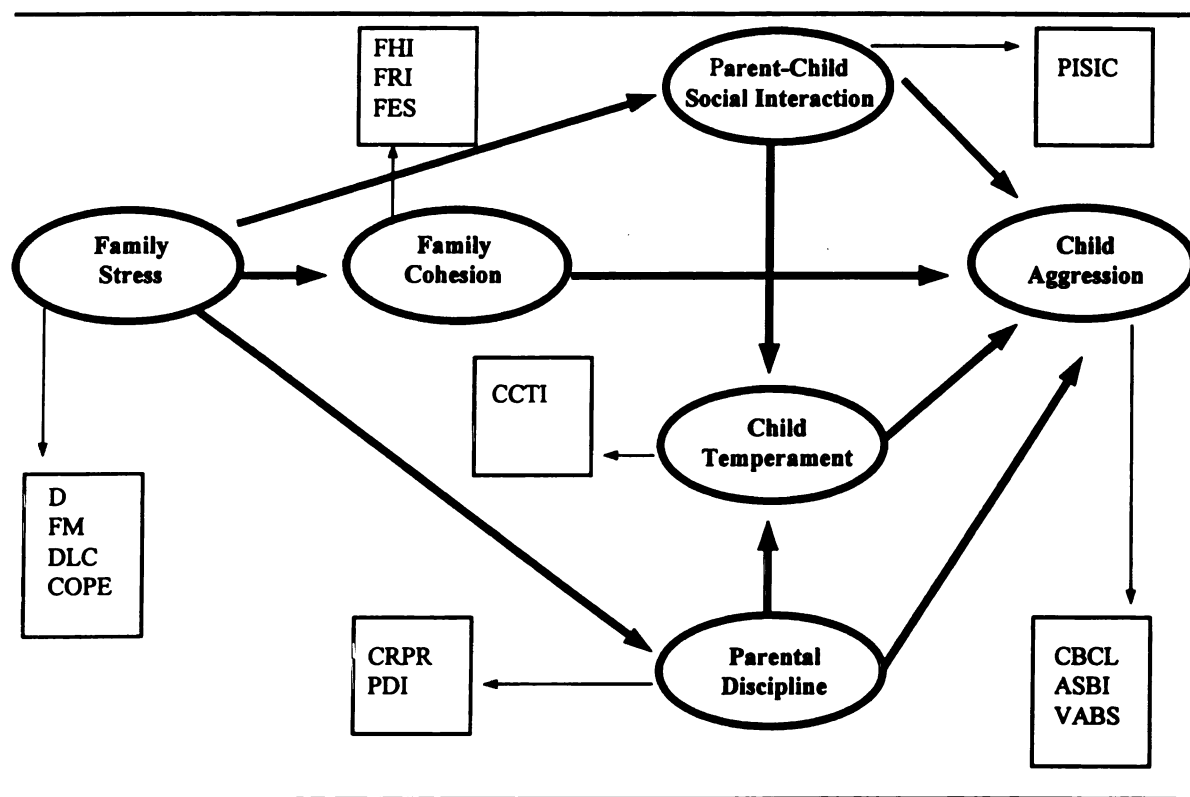 FHI
FRI
FES
Parent-Child
Social Interaction
PISIC
Family
Stress
Family
Cohesion
Child
Aggression
CCTI
Child
Temperament
D
FM
DLC
COPE
CRPR
PDI
Parental
Discipline
CBCL
ASBI
VABS